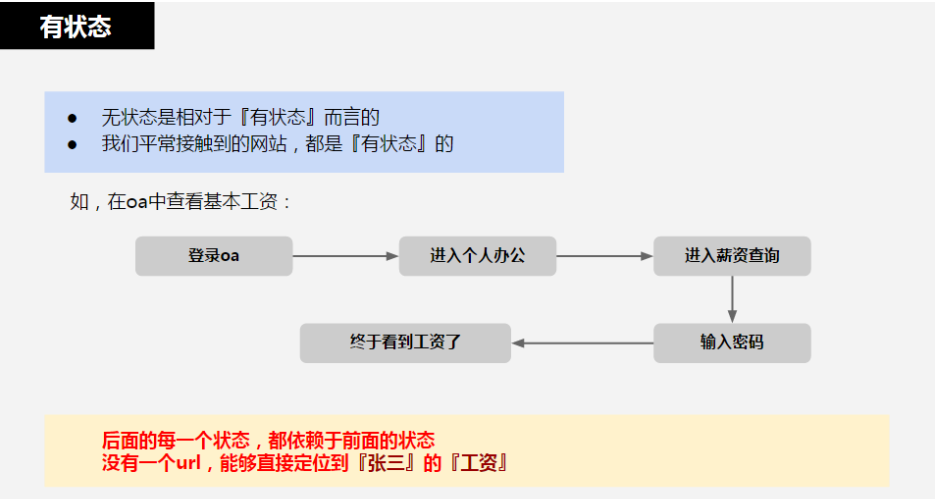 有状态
● 无状态是相对于『有状态』而言的
● 我们平常接触到的网站，都是『有状态』的
如，在oa中查看基本工资：
登录oa
进入个人办公
进入薪资查询
输入密码
终于看到工资了
后面的每一个状态，都依赖于前面的状态
没有一个url，能够直接定位到『张三』的『工资』